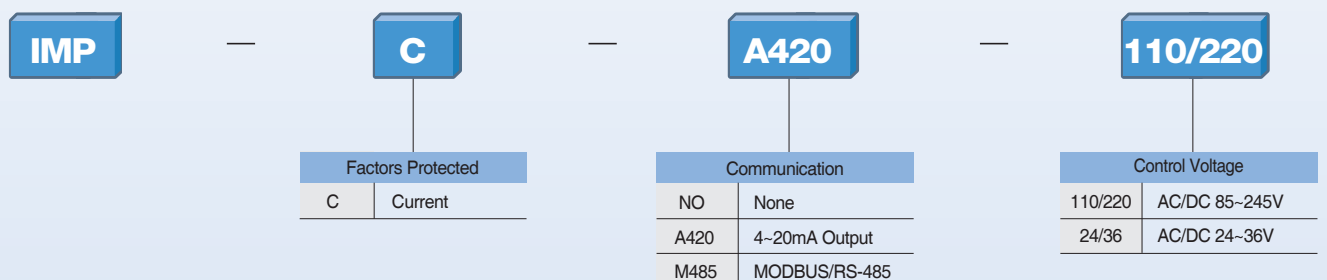 IMP — C — A420 — 110/220
Factors Protected
C Current
Communication
NO None
A420 4~20mA Output
M485 MODBUS/RS-485
Control Voltage
110/220 AC/DC 85~245V
24/36 AC/DC 24~36V